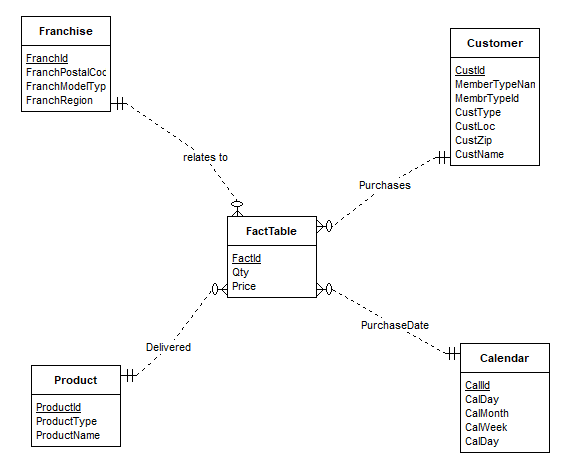 Franchise
FranchId
FranchPostalCoc
FranchModelTyp
FranchRegion
Customer
CustId
MemberTypeNan
MembrTypeId
CustType
CustLoc
CustZip
CustName
relates to
Purchases
FactTable
FactId
Qty
Price
PurchaseDate
Delivered
Calendar
CalId
CalDay
CalMonth
CalWeek
CalDay
Product
ProductId
ProductType
ProductName